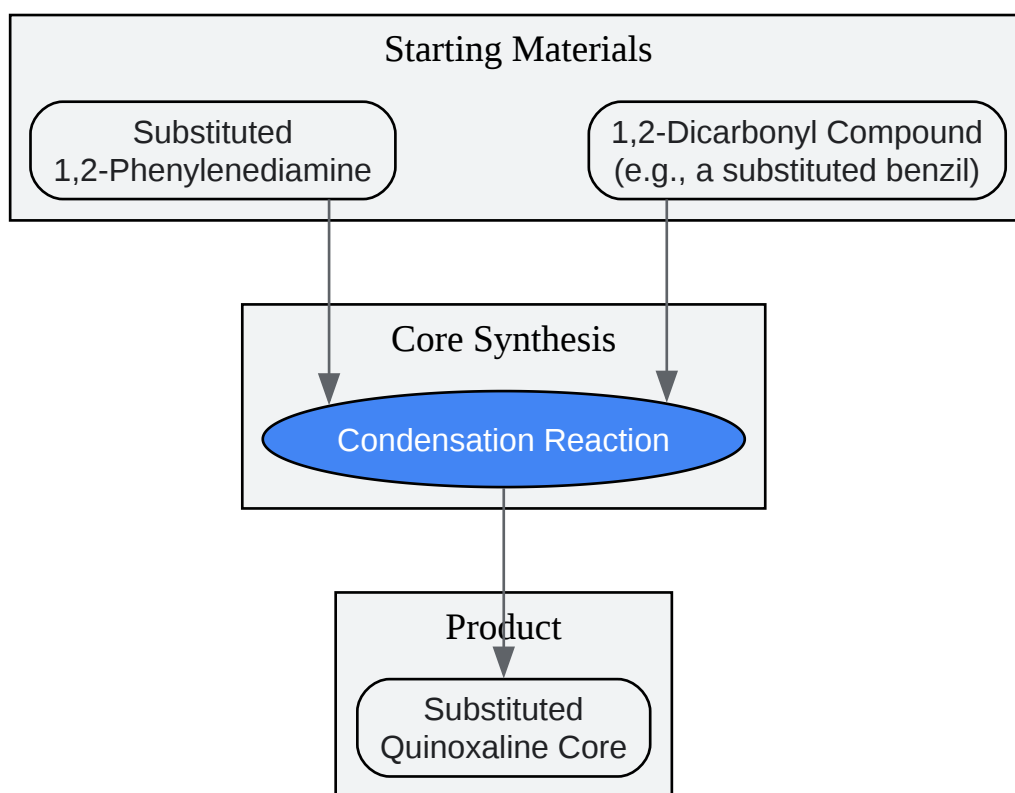 Starting Materials
Substituted
1,2-Phenylenediamine
1,2-Dicarbonyl Compound
(e.g., a substituted benzil)
Core Synthesis
Condensation Reaction
Product
Substituted
Quinoxaline Core